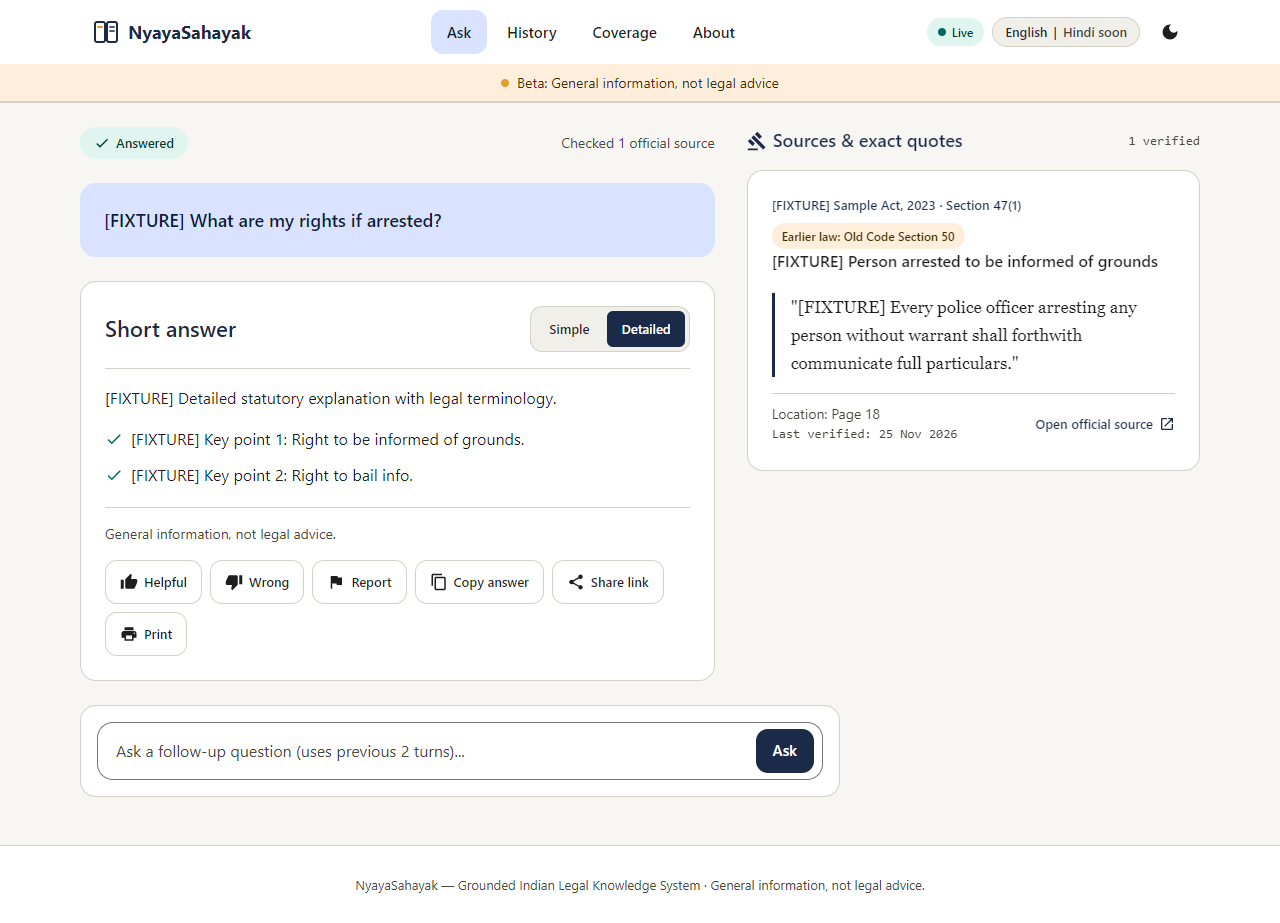 NyayaSahayak
Ask
History
Coverage
About
Live
English | Hindi soon
Beta: General information, not legal advice
Answered
Checked 1 official source
[FIXTURE] What are my rights if arrested?
Short answer
Simple
Detailed
[FIXTURE] Detailed statutory explanation with legal terminology.
[FIXTURE] Key point 1: Right to be informed of grounds.
[FIXTURE] Key point 2: Right to bail info.
General information, not legal advice.
Helpful
Wrong
Report
Copy answer
Share link
Print
Sources & exact quotes
1 verified
[FIXTURE] Sample Act, 2023 · Section 47(1)
Earlier law: Old Code Section 50
[FIXTURE] Person arrested to be informed of grounds
"[FIXTURE] Every police officer arresting any
person without warrant shall forthwith
communicate full particulars."
Location: Page 18
Last verified: 25 Nov 2026
Open official source
Ask a follow-up question (uses previous 2 turns)...
Ask
NyayaSahayak — Grounded Indian Legal Knowledge System · General information, not legal advice.